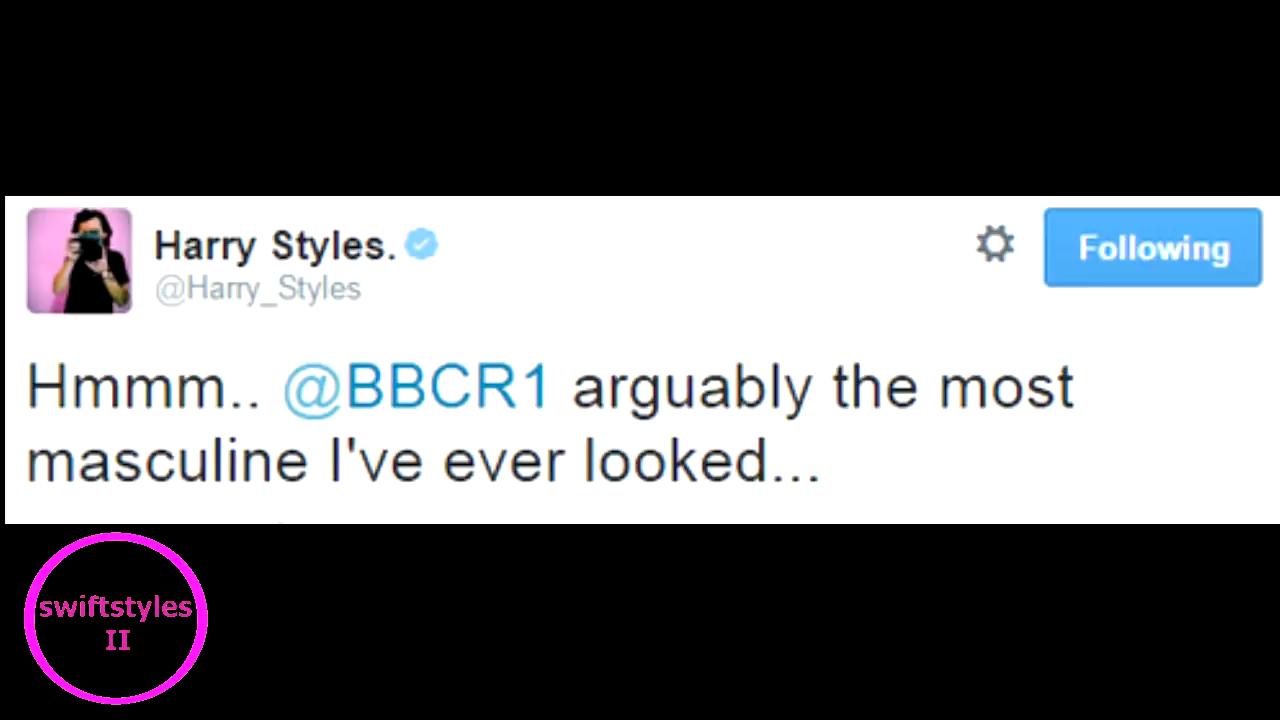 Harry Styles.
@Harry_Styles
Following
Hmmm.. @BBCR1 arguably the most
masculine I've ever looked...
swiftstyles
II